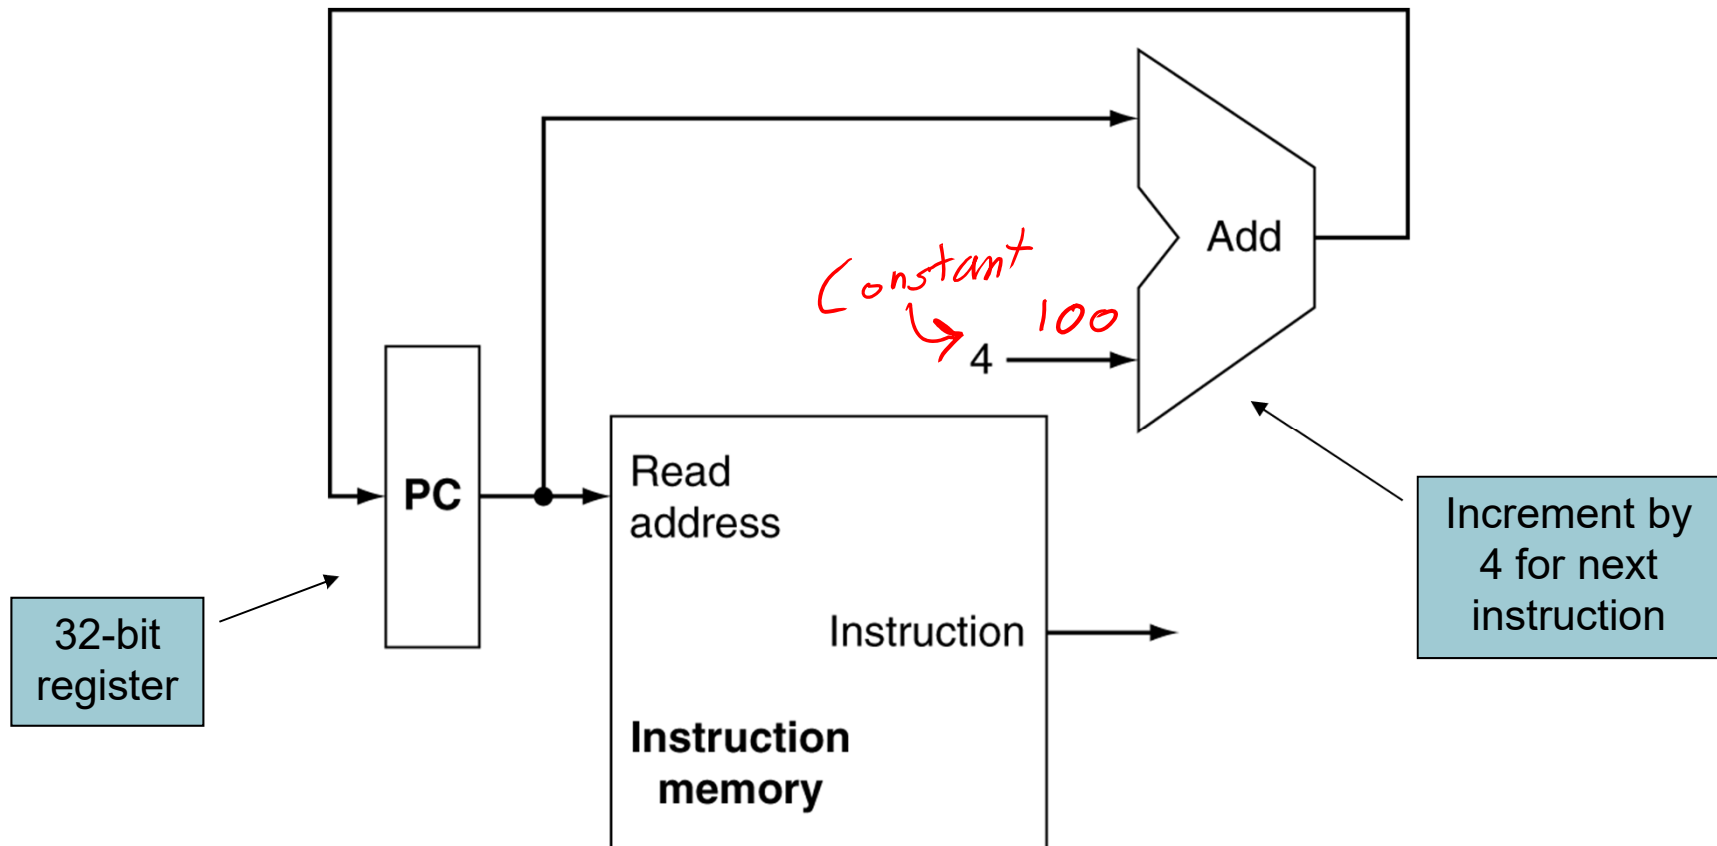 Add
Constant
100
4
PC
Read
address
Increment by
4 for next
instruction
32-bit
register
Instruction
Instruction
memory